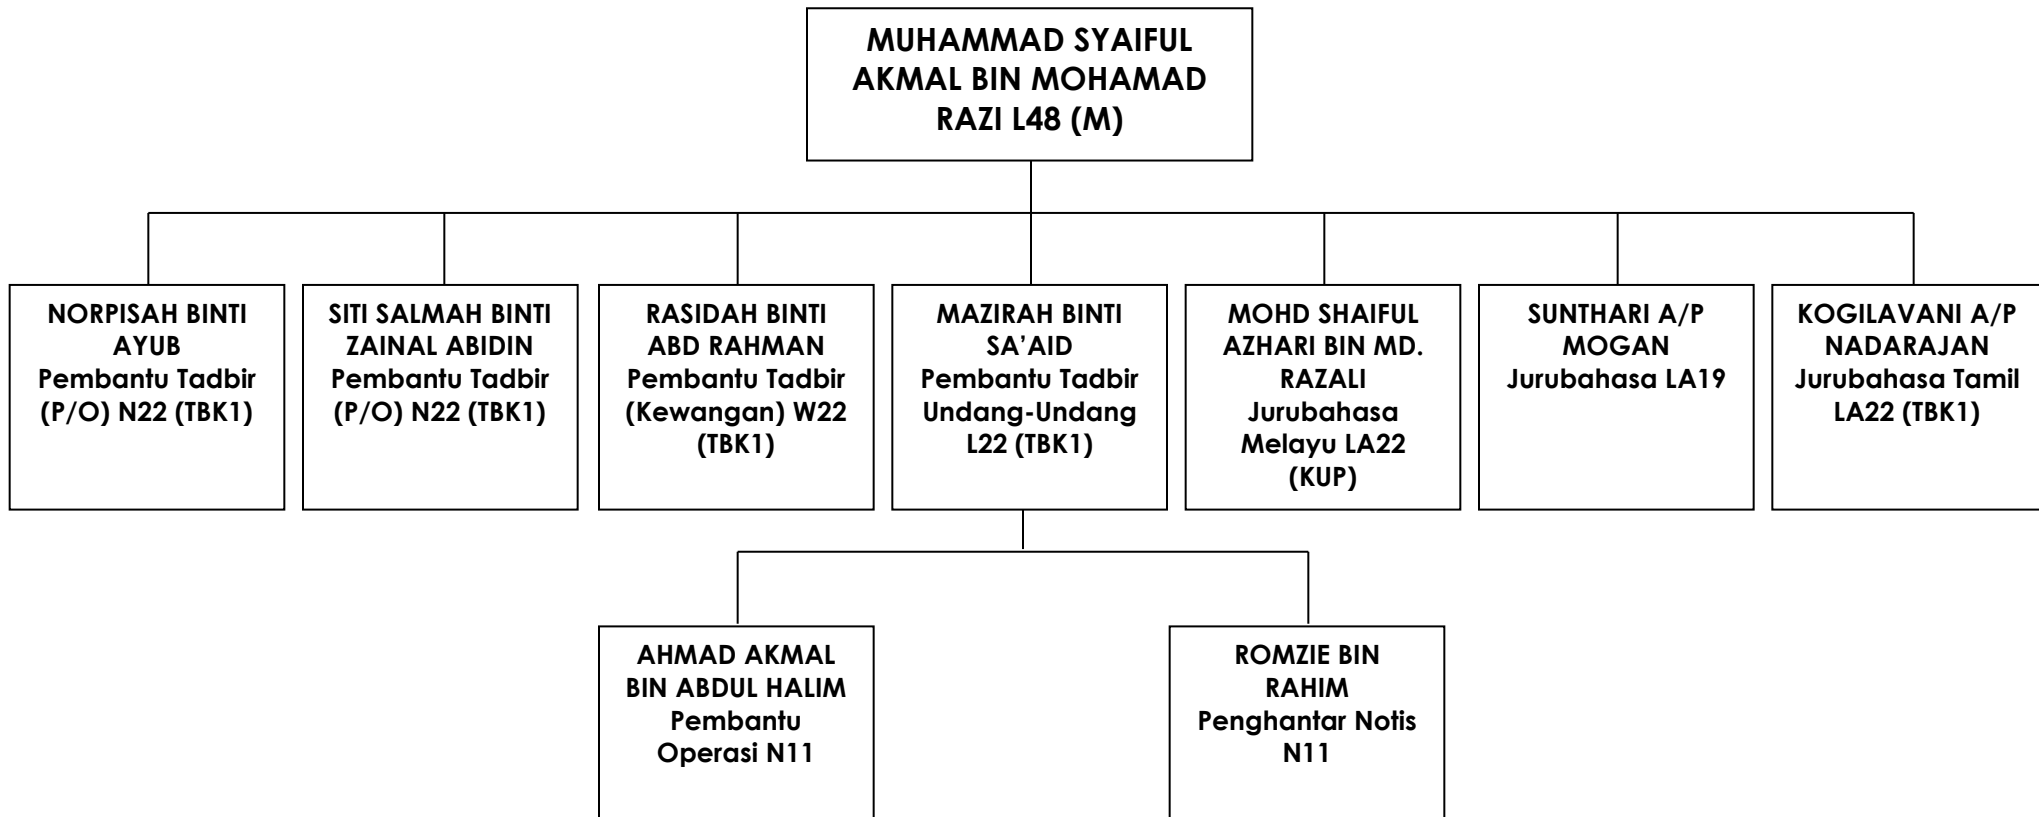 MUHAMMAD SYAIFUL
AKMAL BIN MOHAMAD
RAZI L48 (M)
NORPISAH BINTI
AYUB
Pembantu Tadbir
(P/O) N22 (TBK1)
SITI SALMAH BINTI
ZAINAL ABIDIN
Pembantu Tadbir
(P/O) N22 (TBK1)
RASIDAH BINTI
ABD RAHMAN
Pembantu Tadbir
(Kewangan) W22
(TBK1)
MAZIRAH BINTI
SA’AID
Pembantu Tadbir
Undang-Undang
L22 (TBK1)
MOHD SHAIFUL
AZHARI BIN MD.
RAZALI
Jurubahasa
Melayu LA22
(KUP)
SUNTHARI A/P
MOGAN
Jurubahasa LA19
KOGILAVANI A/P
NADARAJAN
Jurubahasa Tamil
LA22 (TBK1)
AHMAD AKMAL
BIN ABDUL HALIM
Pembantu
Operasi N11
ROMZIE BIN
RAHIM
Penghantar Notis
N11